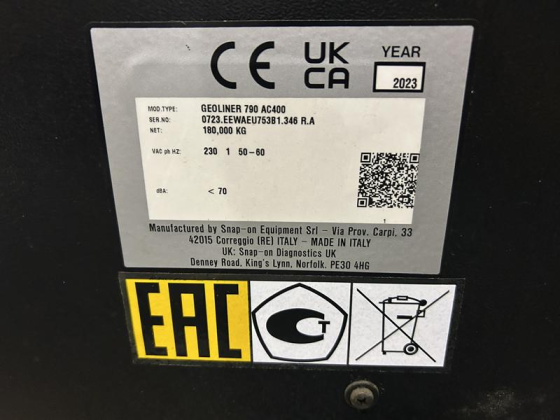 CE UK CA YEAR
2023
MOD.TYPE: GEOLINER 790 AC400
SER.NO: 0723.EEWAEU753B1.346 R.A
NET: 180,000 KG
VAC ph HZ: 230 1 50-60
dBA: < 70
1
Manufactured by Snap-on Equipment Srl - Via Prov. Carpi, 33
42015 Correggio (RE) ITALY - MADE IN ITALY
UK: Snap-on Diagnostics UK
Denney Road, King's Lynn, Norfolk, PE30 4HG
EAC CT